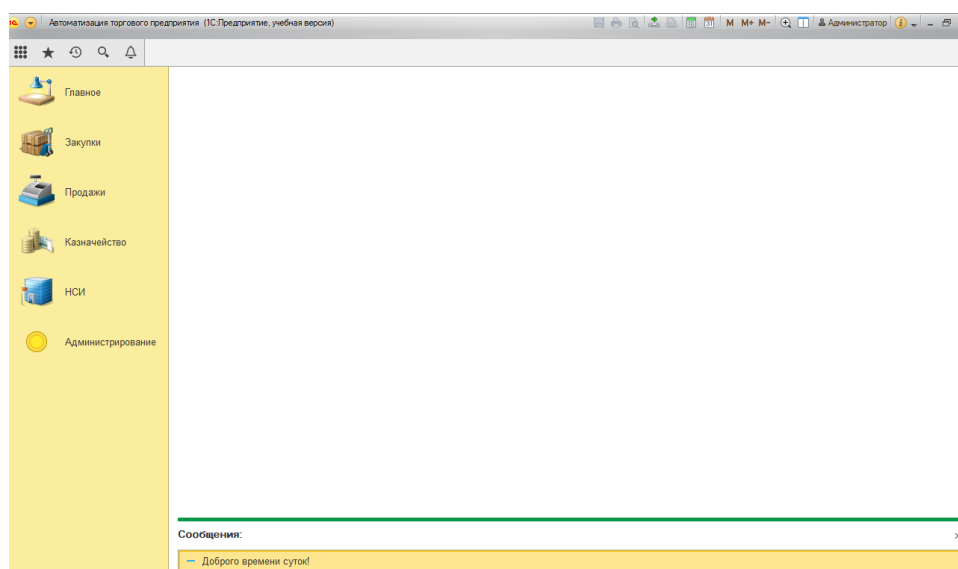 Автоматизация торгового предприятия (1С:Предприятие, учебная версия)
M M+ M- Администратор
Главное
Закупки
Продажи
Казначейство
НСИ
Администрирование
Сообщения:
Доброго времени суток!